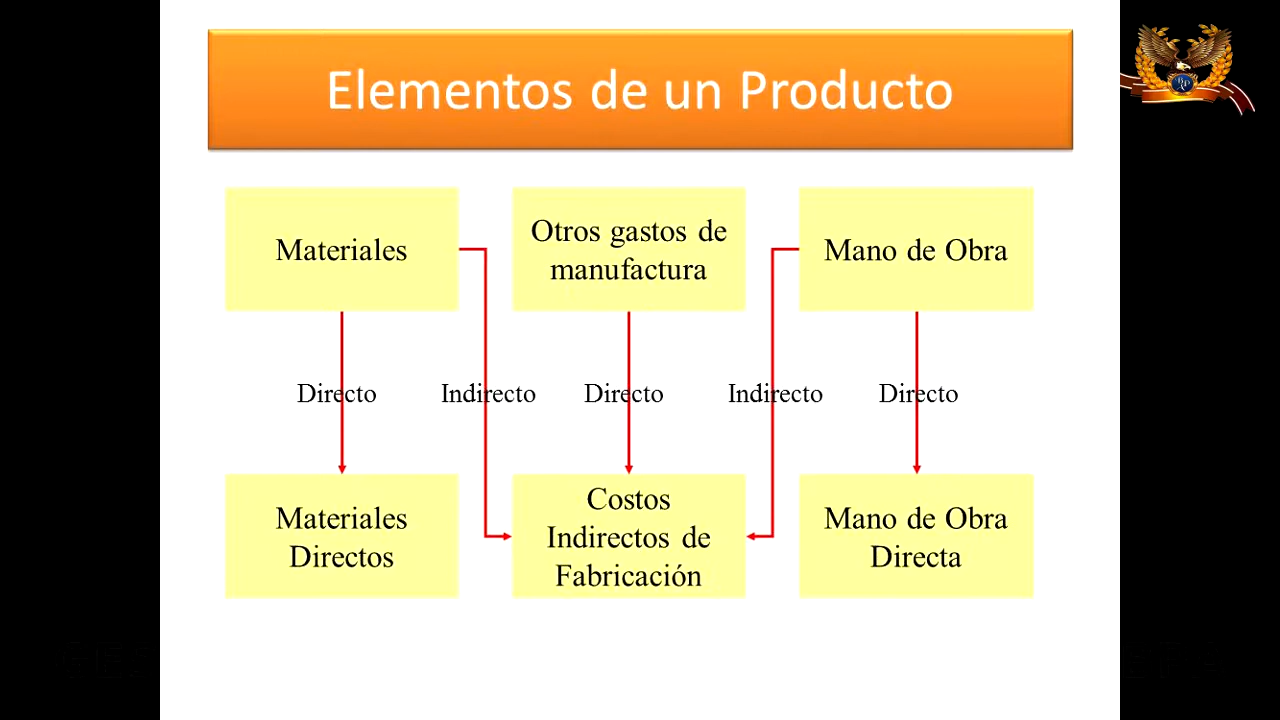 Elementos de un Producto
Materiales
Otros gastos de
manufactura
Mano de Obra
Directo
Indirecto
Directo
Indirecto
Directo
Materiales
Directos
Costos
Indirectos de
Fabricación
Mano de Obra
Directa